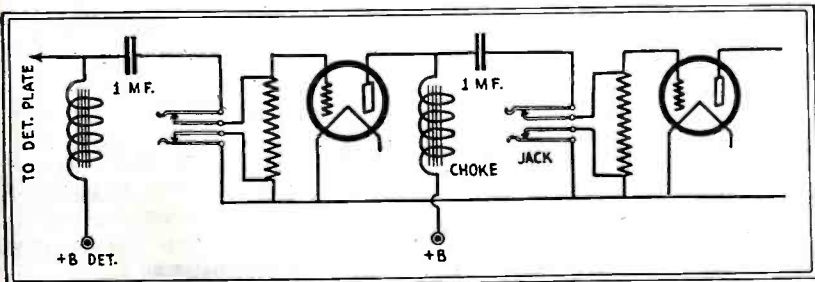 TO DET. PLATE
1 MF.
+B DET.
1 MF.
CHOKE
JACK
+B